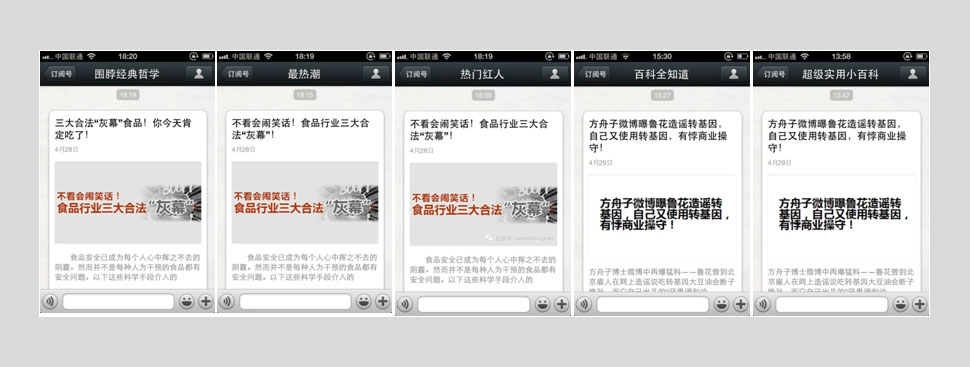 中国联通 18:20
订阅号 围脖经典哲学
18:19
三大合法“灰幕”食品！你今天肯
定吃了！
4月28日
不看会闹笑话！
食品行业三大合法“灰幕”
食品安全已成为每个人心中挥之不去的
阴霾。然而并不是每种人为干预的食品都有
安全问题。以下这些科学手段介入的
中国联通 18:19
订阅号 最热潮
18:15
不看会闹笑话！食品行业三大合
法“灰幕”！
4月28日
不看会闹笑话！
食品行业三大合法“灰幕”
食品安全已成为每个人心中挥之不去的
阴霾。然而并不是每种人为干预的食品都有
安全问题。以下这些科学手段介入的
中国联通 18:19
订阅号 热门红人
18:05
不看会闹笑话！食品行业三大合
法“灰幕”！
4月28日
不看会闹笑话！
食品行业三大合法“灰幕”
食品安全已成为每个人心中挥之不去的
阴霾。然而并不是每种人为干预的食品都有
安全问题。以下这些科学手段介入的
中国联通 15:30
订阅号 百科全知道
13:27
方舟子微博曝鲁花造谣转基因，
自己又使用转基因，有悖商业操
守！
4月29日
方舟子微博曝鲁花造谣转
基因，自己又使用转基因，
有悖商业操守！
方舟子博士微博中再爆猛料——鲁花曾到北
京雇人在网上造谣说吃转基因大豆油会断子
中国联通 13:58
订阅号 超级实用小百科
13:47
方舟子微博曝鲁花造谣转基因，
自己又使用转基因，有悖商业操
守！
4月29日
方舟子微博曝鲁花造谣转
基因，自己又使用转基因，
有悖商业操守！
方舟子博士微博中再爆猛料——鲁花曾到北
京雇人在网上造谣说吃转基因大豆油会断子